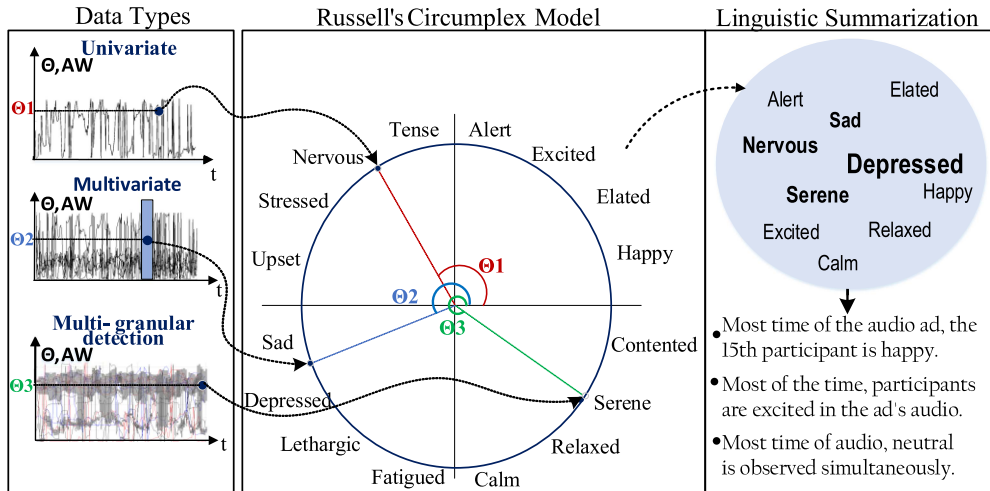 Data Types
Russell's Circumplex Model
Linguistic Summarization
Univariate
Θ,AW
Θ1
t
Multivariate
Θ,AW
Θ2
t
Multi- granular
detection
Θ,AW
Θ3
t
Tense
Alert
Nervous
Excited
Stressed
Elated
Upset
Happy
Θ1
Θ2
Θ3
Sad
Contented
Depressed
Serene
Lethargic
Relaxed
Fatigued
Calm
Alert
Elated
Sad
Nervous
Depressed
Serene
Happy
Excited
Relaxed
Calm
• Most time of the audio ad, the
15th participant is happy.
• Most of the time, participants
are excited in the ad's audio.
• Most time of audio, neutral
is observed simultaneously.